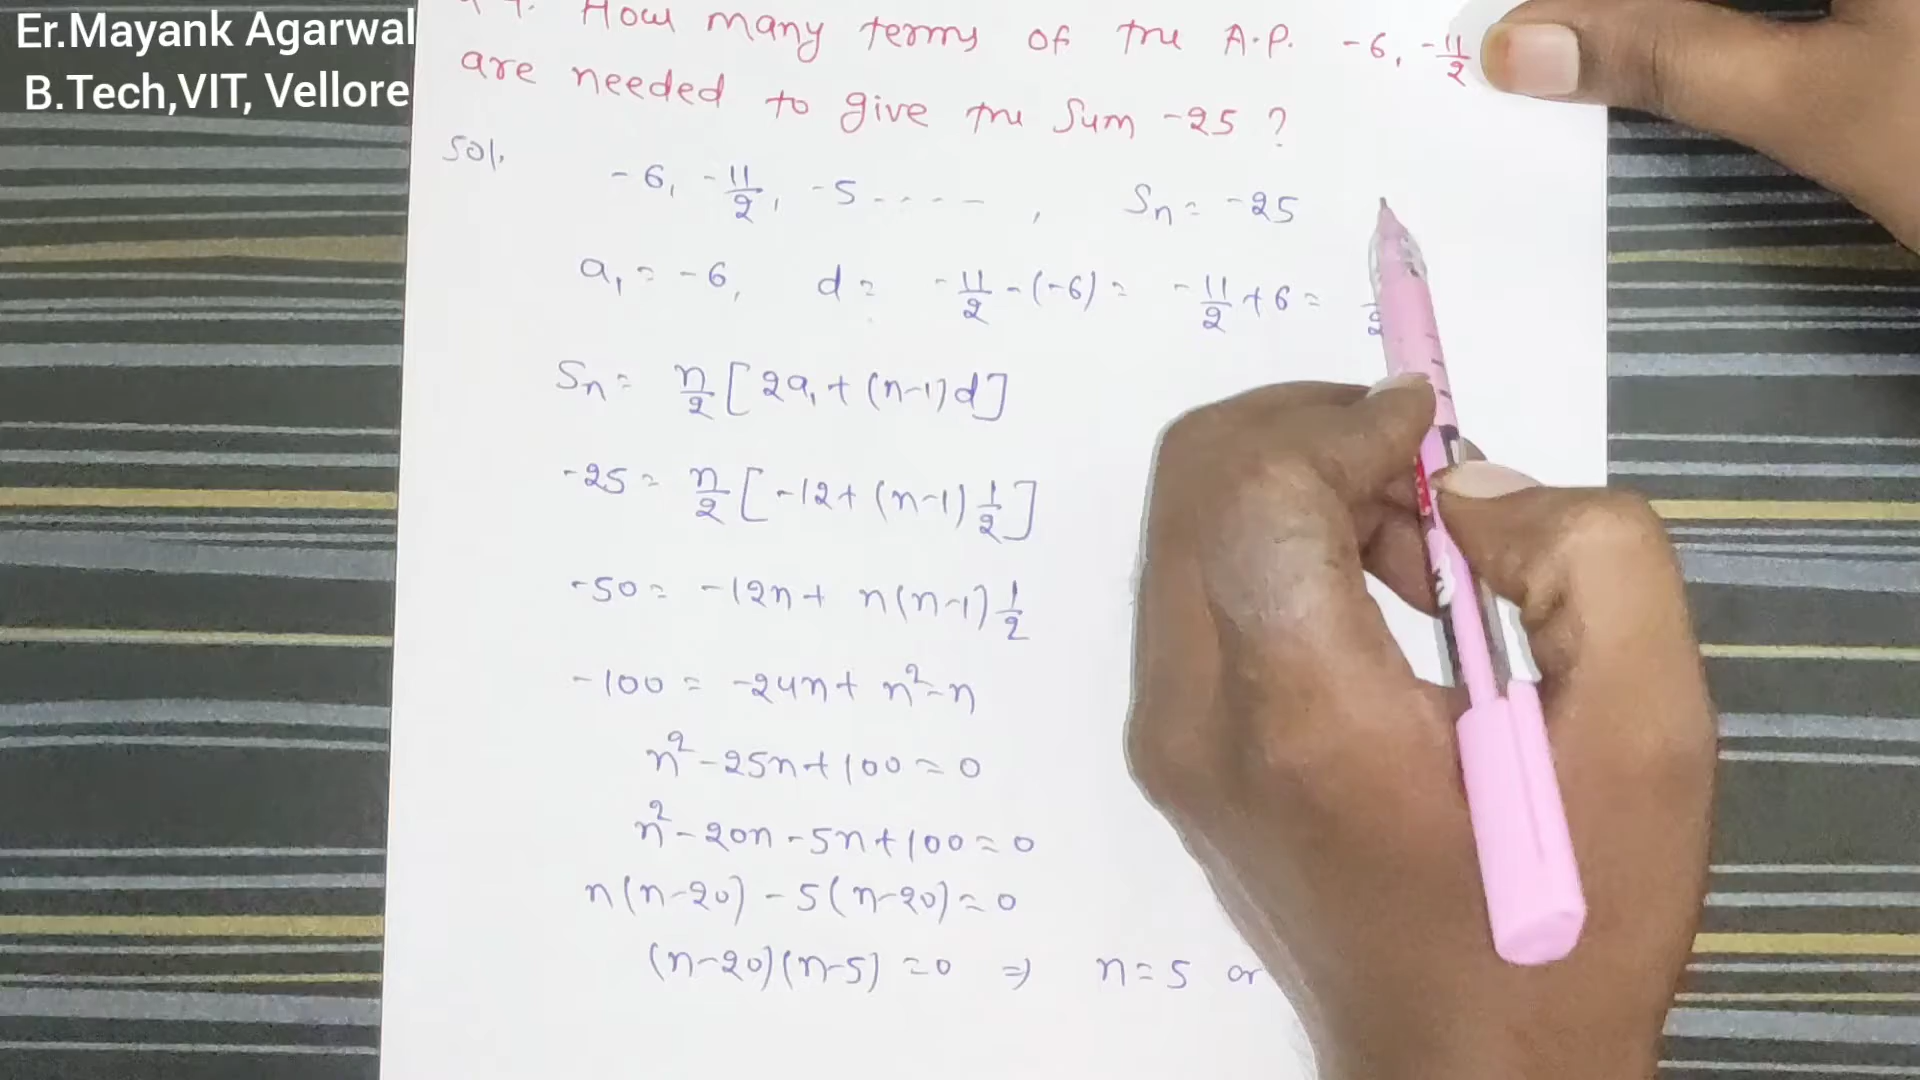 Er.Mayank Agarwal
B.Tech,VIT, Vellore
How many terms of the A.P. -6, -11/2
are needed to give the Sum -25 ?
Sol.
-6, -11/2, -5 ----- , Sn = -25
a₁ = -6, d = -11/2 - (-6) = -11/2 + 6 =
Sn = n/2 [2a₁ + (n-1)d]
-25 = n/2 [-12 + (n-1) 1/2]
-50 = -12n + n(n-1) 1/2
-100 = -24n + n² - n
n² - 25n + 100 = 0
n² - 20n - 5n + 100 = 0
n(n-20) - 5(n-20) = 0
(n-20)(n-5) = 0 ⇒ n = 5 or